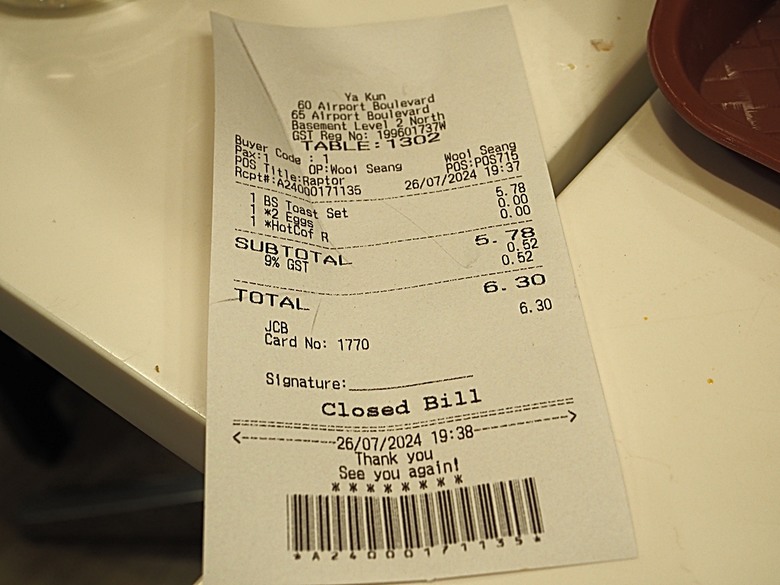 Ya Kun
60 Airport Boulevard
65 Airport Boulevard
Basement Level 2 North
GST Reg No: 199601737W
TABLE: 1302
Buyer Code : 1
Pax:1 OP:Wool Seang Wool Seang
POS Title:Raptor POS:POS715
Rcpt#:A24000171135 26/07/2024 19:37
1 BS Toast Set 5.78
1 *2 Eggs 0.00
1 *HotCof R 0.00
SUBTOTAL 5.78
9% GST 0.52
0.52
TOTAL 6.30
JCB 6.30
Card No: 1770
Signature:
Closed Bill
<----------26/07/2024 19:38---------->
Thank you
See you again!
* * * * * * * *
*A24000171135*